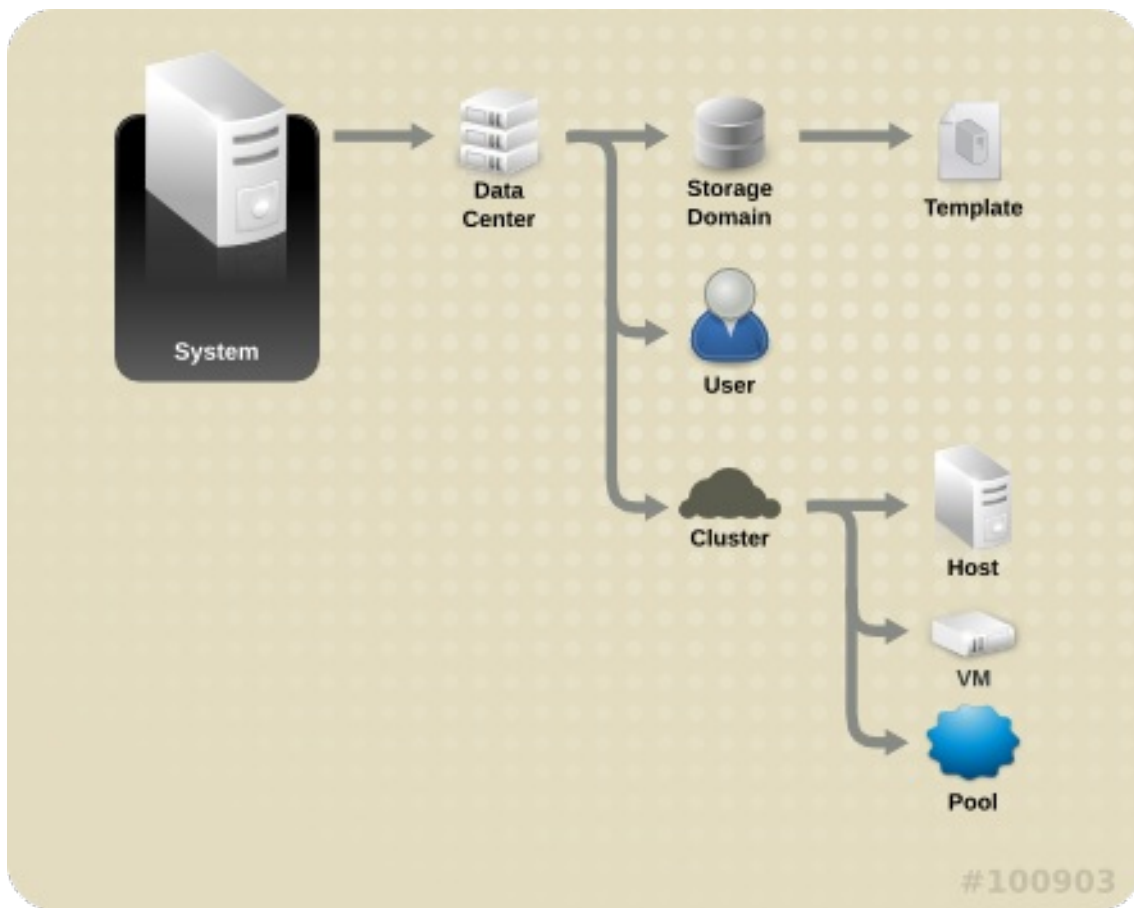 System
Data
Center
Storage
Domain
Template
User
Cluster
Host
VM
Pool
#100903